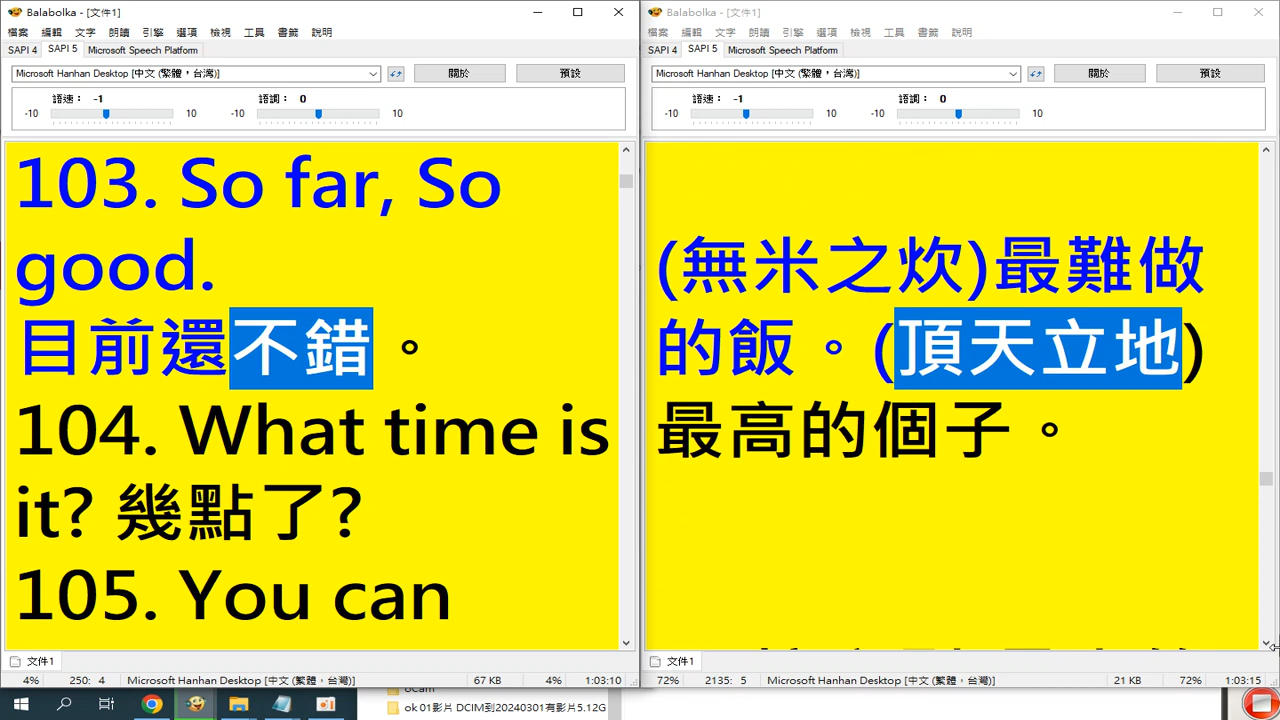 Balabolka - [文件1]
檔案 編輯 文字 朗讀 引擎 選項 檢視 工具 書籤 說明
SAPI 4 SAPI 5 Microsoft Speech Platform
Microsoft Hanhan Desktop [中文 (繁體，台灣)] 關於 預設
語速： -1 語調： 0
-10 10 -10 10
103. So far, So
good.
目前還不錯 。
104. What time is
it? 幾點了?
105. You can
文件1
4% 250: 4 Microsoft Hanhan Desktop [中文 (繁體，台灣)] 67 KB 4% 1:03:10
Balabolka - [文件1]
檔案 編輯 文字 朗讀 引擎 選項 檢視 工具 書籤 說明
SAPI 4 SAPI 5 Microsoft Speech Platform
Microsoft Hanhan Desktop [中文 (繁體，台灣)] 關於 預設
語速： -1 語調： 0
-10 10 -10 10
(無米之炊)最難做
的飯。(頂天立地)
最高的個子。
文件1
72% 2135: 5 Microsoft Hanhan Desktop [中文 (繁體，台灣)] 21 KB 72% 1:03:15
ok 01影片 DCIM到20240301有影片5.12G